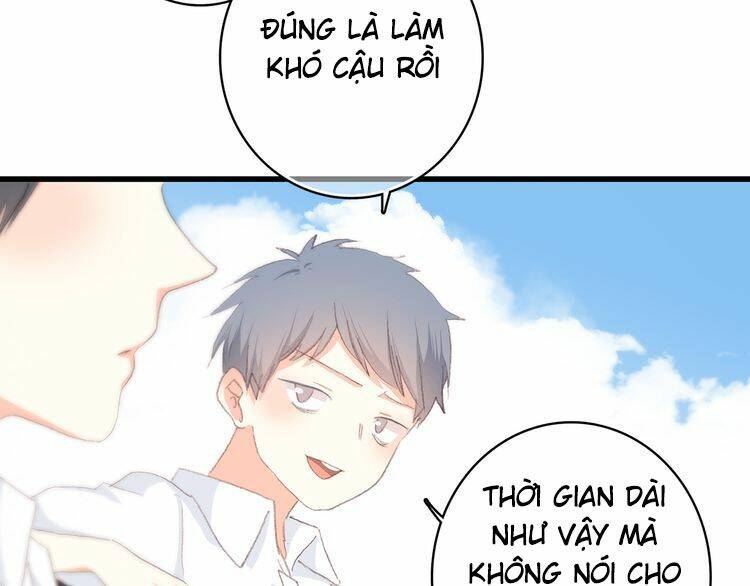 ĐÚNG LÀ LÀM
KHÓ CẬU RỒI
THỜI GIAN DÀI
NHƯ VẬY MÀ
KHÔNG NÓI CHO